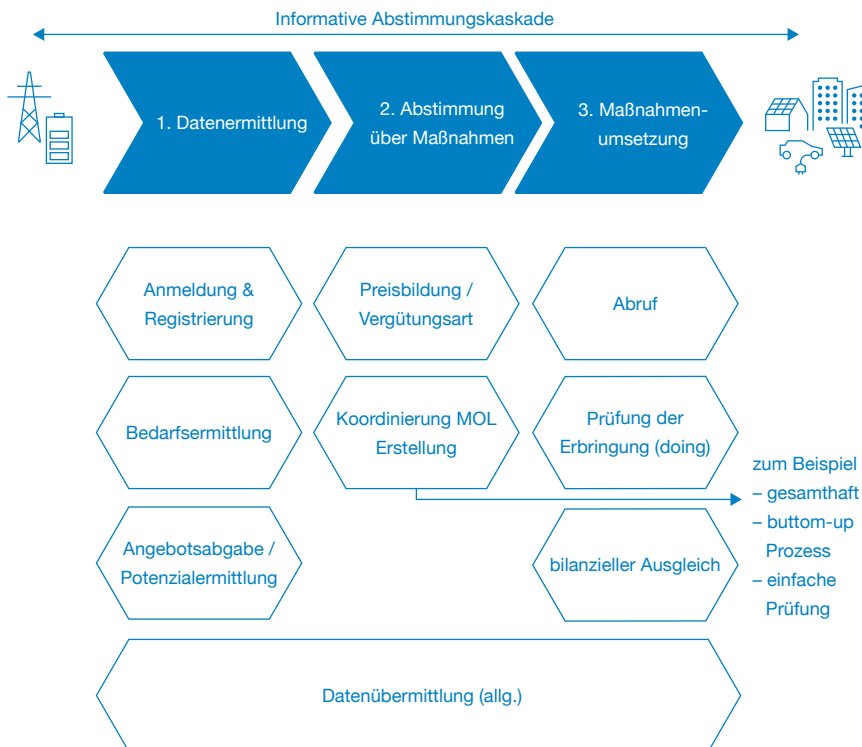 Informative Abstimmungskaskade
1. Datenermittlung
2. Abstimmung
über Maßnahmen
3. Maßnahmen-
umsetzung
Anmeldung &
Registrierung
Preisbildung /
Vergütungsart
Abruf
Bedarfsermittlung
Koordinierung MOL
Erstellung
Prüfung der
Erbringung (doing)
zum Beispiel
– gesamthaft
– buttom-up
Prozess
– einfache
Prüfung
Angebotsabgabe /
Potenzialermittlung
bilanzieller Ausgleich
Datenübermittlung (allg.)